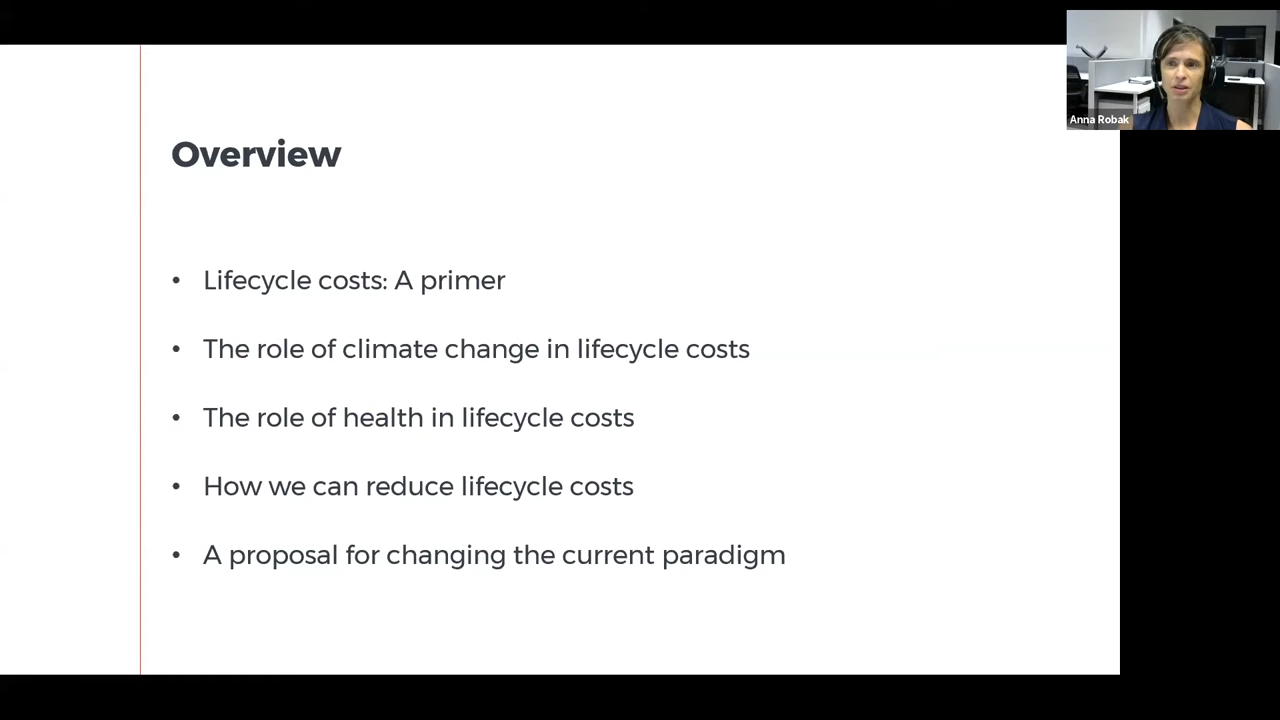 Anna Robak
Overview
• Lifecycle costs: A primer
• The role of climate change in lifecycle costs
• The role of health in lifecycle costs
• How we can reduce lifecycle costs
• A proposal for changing the current paradigm